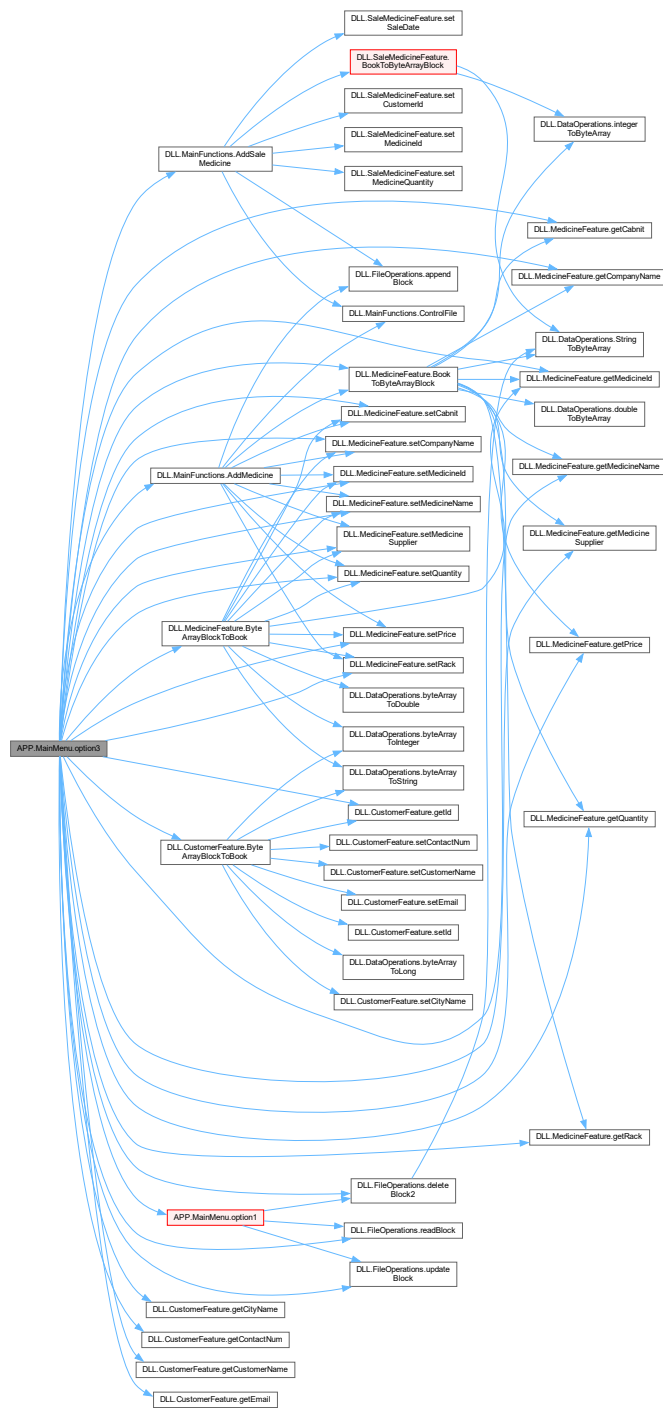 DLL.SaleMedicineFeature.set
SaleDate
DLL.SaleMedicineFeature.
BookToByteArrayBlock
DLL.SaleMedicineFeature.set
CustomerId
DLL.DataOperations.integer
ToByteArray
DLL.SaleMedicineFeature.set
MedicineId
DLL.MainFunctions.AddSale
Medicine
DLL.SaleMedicineFeature.set
MedicineQuantity
DLL.MedicineFeature.getCabnit
DLL.FileOperations.append
Block
DLL.MedicineFeature.getCompanyName
DLL.MainFunctions.ControlFile
DLL.DataOperations.String
ToByteArray
DLL.MedicineFeature.Book
ToByteArrayBlock
DLL.MedicineFeature.getMedicineId
DLL.MedicineFeature.setCabnit
DLL.DataOperations.double
ToByteArray
DLL.MedicineFeature.setCompanyName
DLL.MedicineFeature.getMedicineName
DLL.MainFunctions.AddMedicine
DLL.MedicineFeature.setMedicineId
DLL.MedicineFeature.setMedicineName
DLL.MedicineFeature.setMedicine
Supplier
DLL.MedicineFeature.getMedicine
Supplier
DLL.MedicineFeature.setQuantity
DLL.MedicineFeature.Byte
ArrayBlockToBook
DLL.MedicineFeature.setPrice
DLL.MedicineFeature.getPrice
DLL.MedicineFeature.setRack
DLL.DataOperations.byteArray
ToDouble
DLL.DataOperations.byteArray
ToInteger
APP.MainMenu.option3
DLL.DataOperations.byteArray
ToString
DLL.CustomerFeature.getId
DLL.MedicineFeature.getQuantity
DLL.CustomerFeature.setContactNum
DLL.CustomerFeature.Byte
ArrayBlockToBook
DLL.CustomerFeature.setCustomerName
DLL.CustomerFeature.setEmail
DLL.CustomerFeature.setId
DLL.DataOperations.byteArray
ToLong
DLL.CustomerFeature.setCityName
DLL.MedicineFeature.getRack
DLL.FileOperations.delete
Block2
APP.MainMenu.option1
DLL.FileOperations.readBlock
DLL.FileOperations.update
Block
DLL.CustomerFeature.getCityName
DLL.CustomerFeature.getContactNum
DLL.CustomerFeature.getCustomerName
DLL.CustomerFeature.getEmail